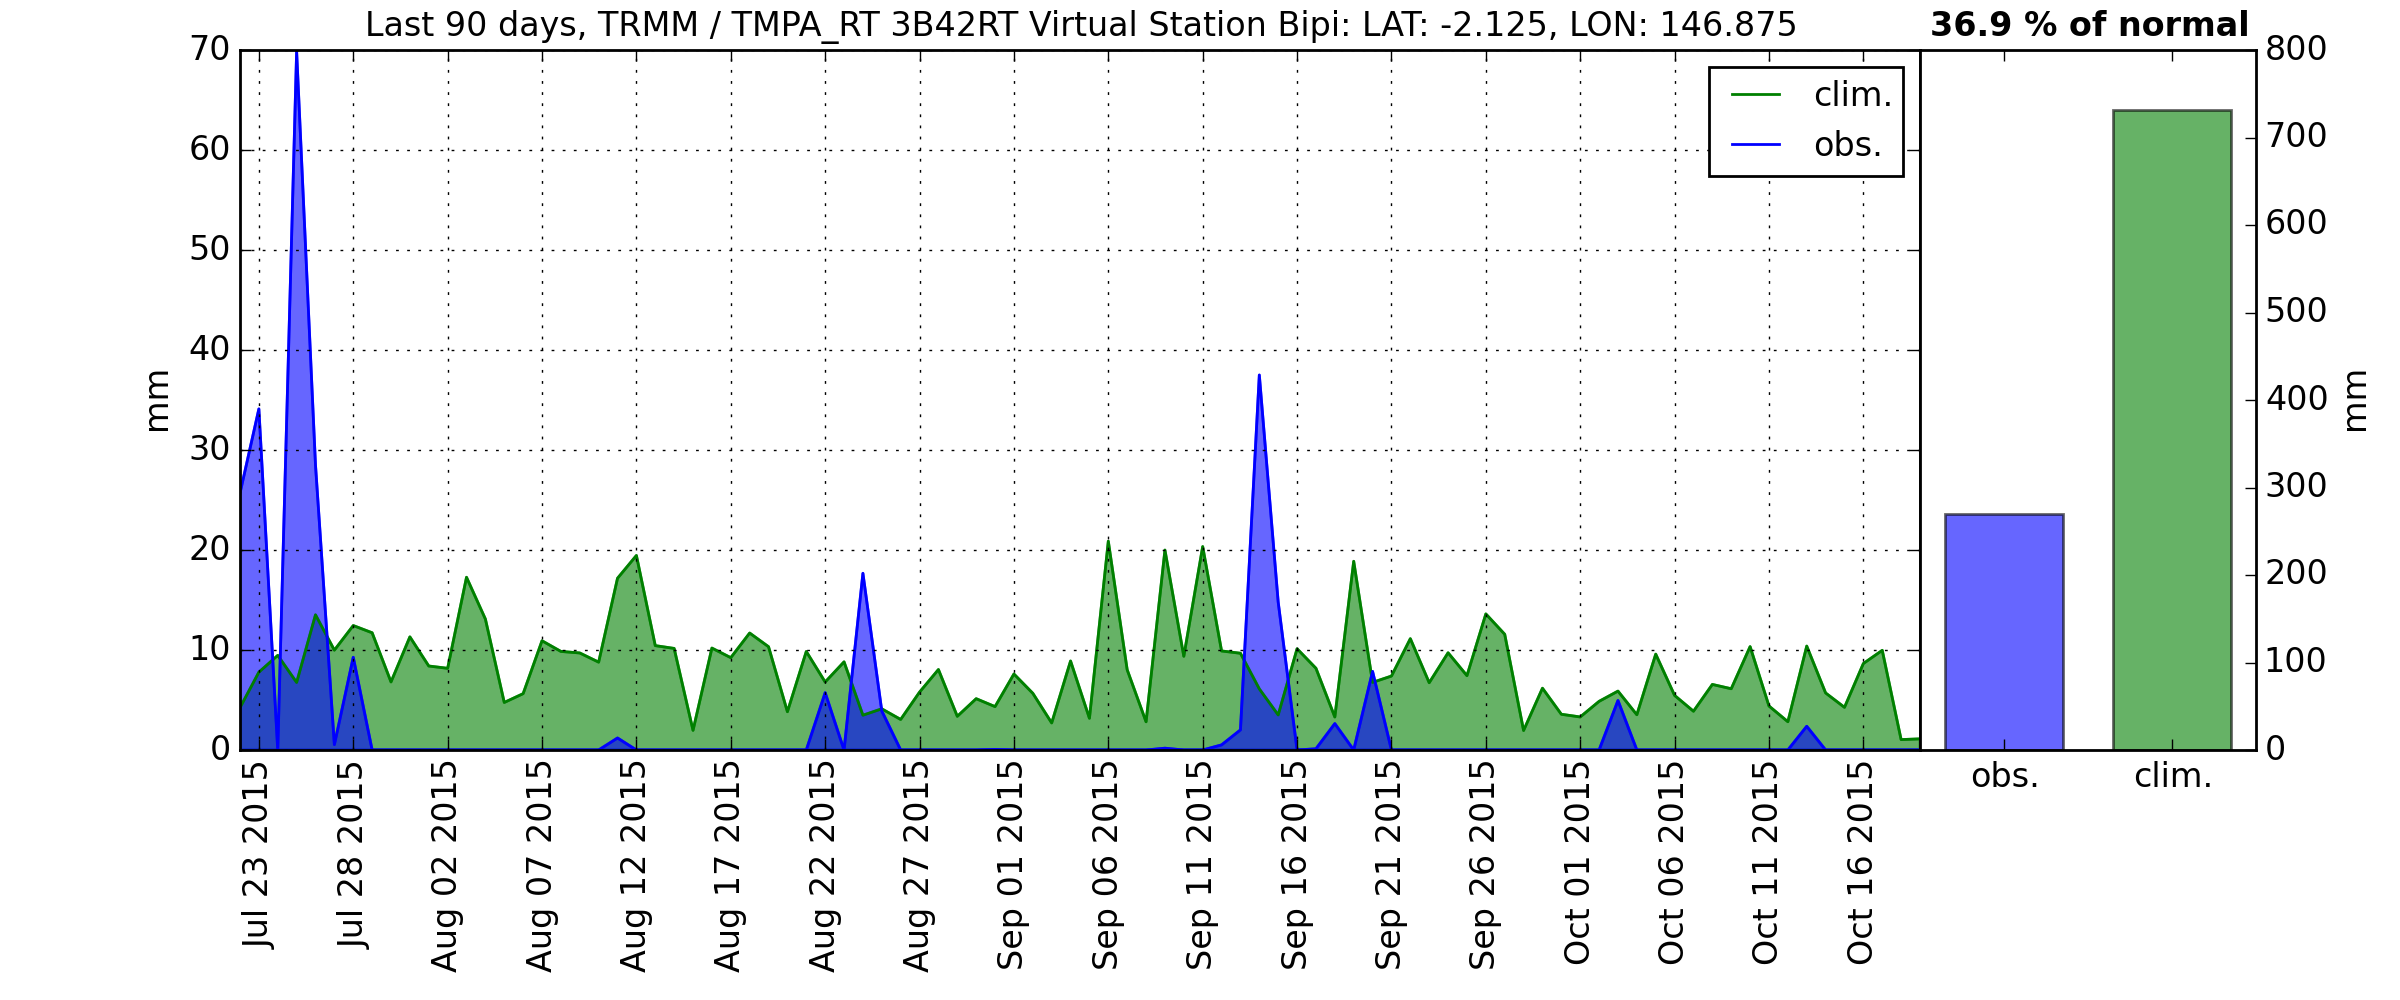 Last 90 days, TRMM / TMPA_RT 3B42RT Virtual Station Bipi: LAT: -2.125, LON: 146.875
36.9 % of normal
70
60
50
40
30
20
10
0
mm
clim.
obs.
800
700
600
500
400
300
200
100
0
mm
Jul 23 2015
Jul 28 2015
Aug 02 2015
Aug 07 2015
Aug 12 2015
Aug 17 2015
Aug 22 2015
Aug 27 2015
Sep 01 2015
Sep 06 2015
Sep 11 2015
Sep 16 2015
Sep 21 2015
Sep 26 2015
Oct 01 2015
Oct 06 2015
Oct 11 2015
Oct 16 2015
obs.
clim.